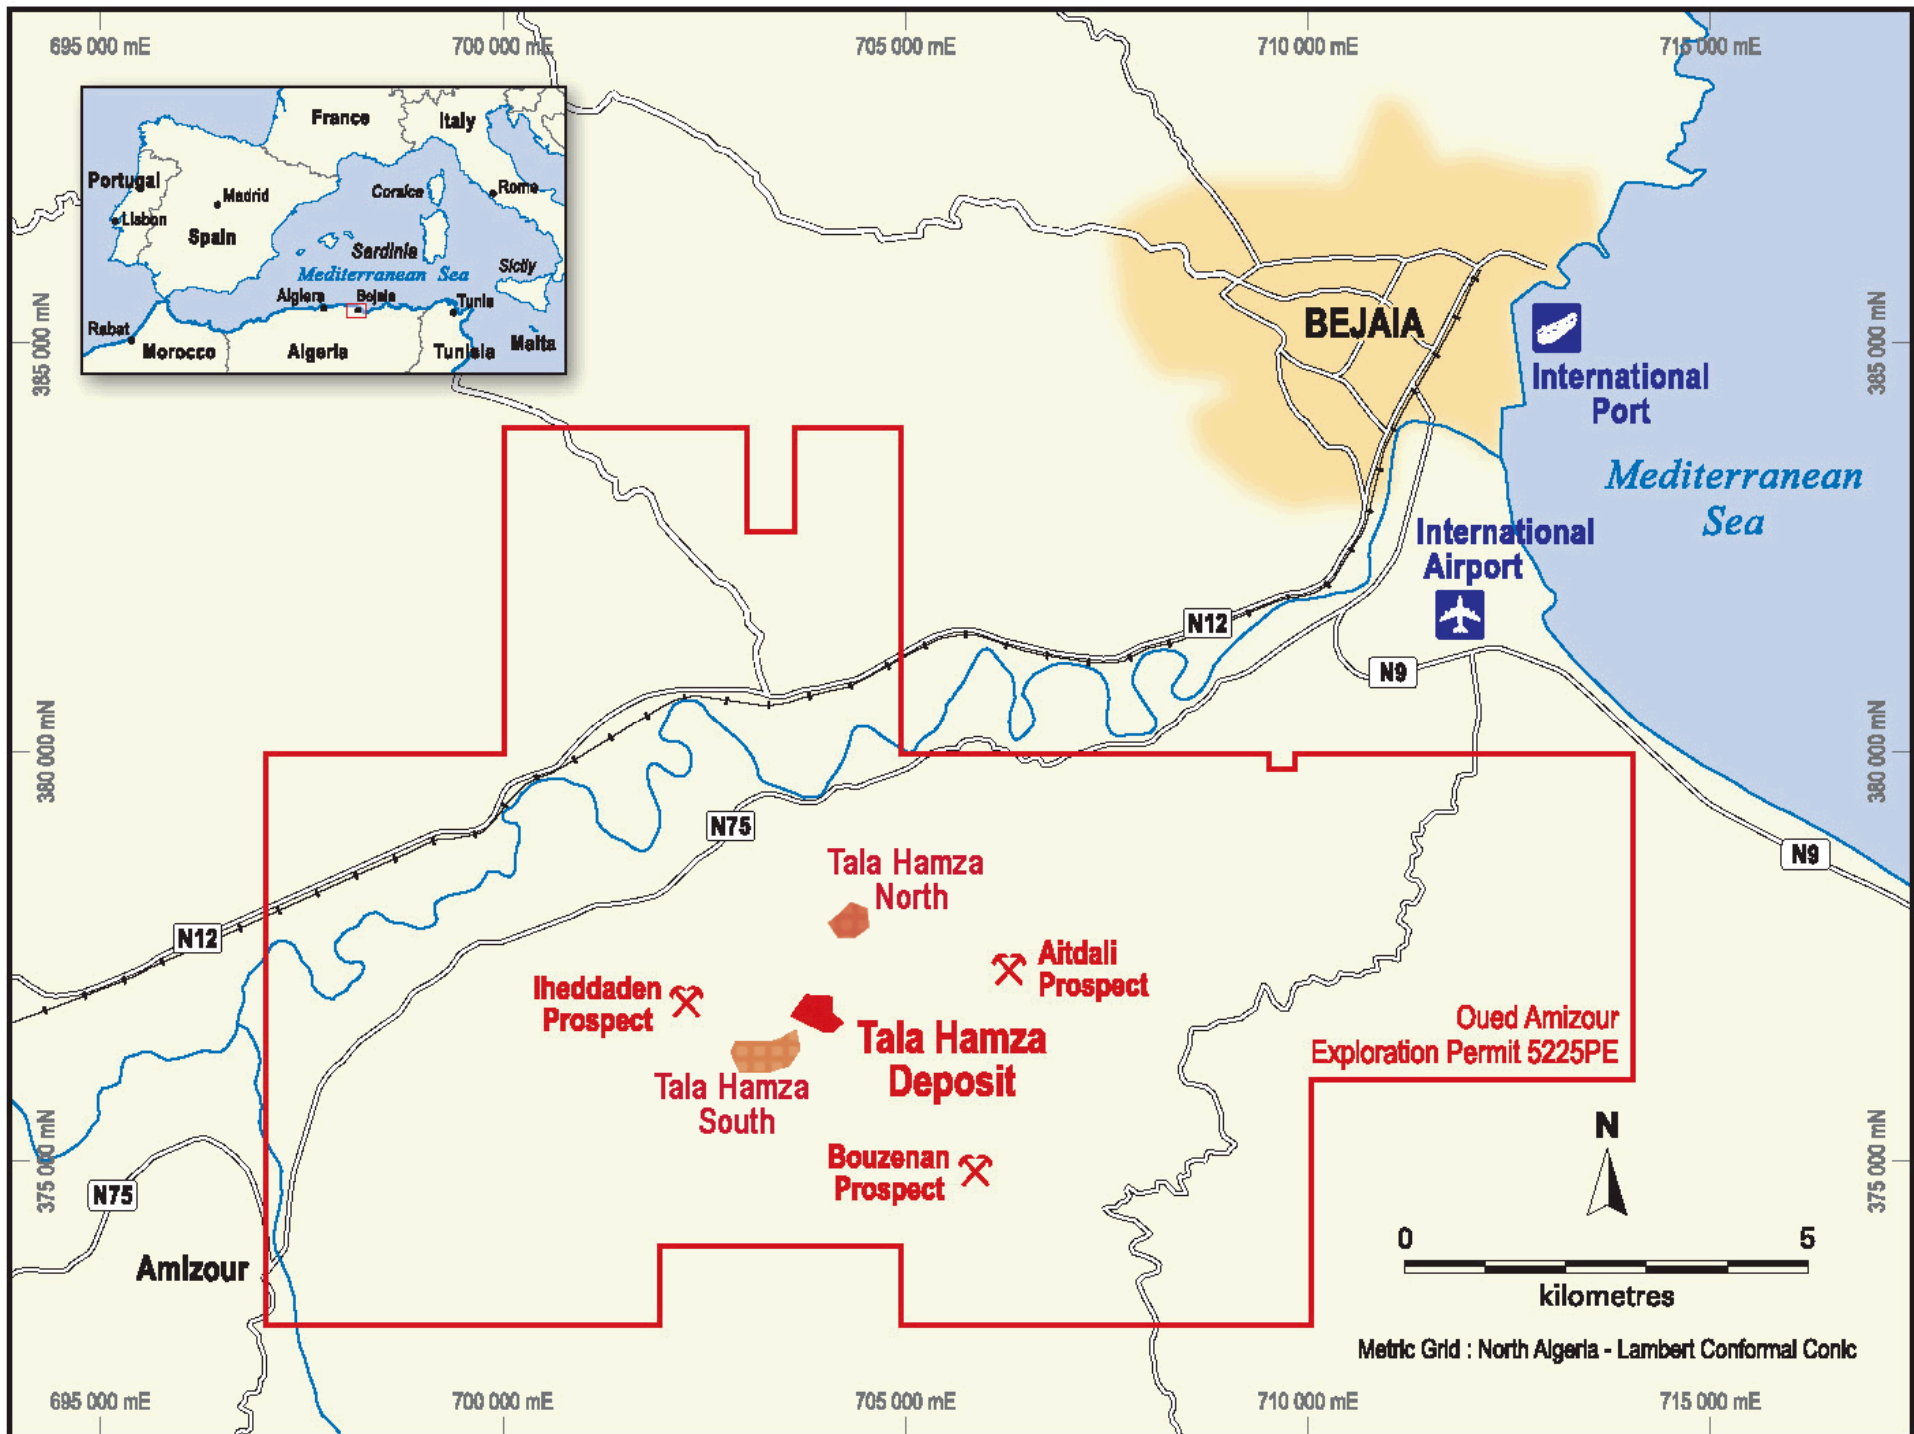 695 000 mE
700 000 mE
705 000 mE
710 000 mE
715 000 mE
France
Italy
Portugal
Madrid
Corsica
Rome
Lisbon
Spain
Sardinia
Sicily
Mediterranean Sea
Algiers
Bejaia
Tunis
Rabat
Morocco
Algeria
Tunisia
Malta
385 000 mN
385 000 mN
BEJAIA
International
Port
Mediterranean
Sea
International
Airport
N12
N9
380 000 mN
380 000 mN
N75
N9
Tala Hamza
North
N12
Aitdali
Prospect
Iheddaden
Prospect
Tala Hamza
Deposit
Oued Amizour
Exploration Permit 5225PE
Tala Hamza
South
375 000 mN
375 000 mN
N
Bouzenan
Prospect
N75
Amizour
0 5
kilometres
Metric Grid : North Algeria - Lambert Conformal Conic
695 000 mE
700 000 mE
705 000 mE
710 000 mE
715 000 mE